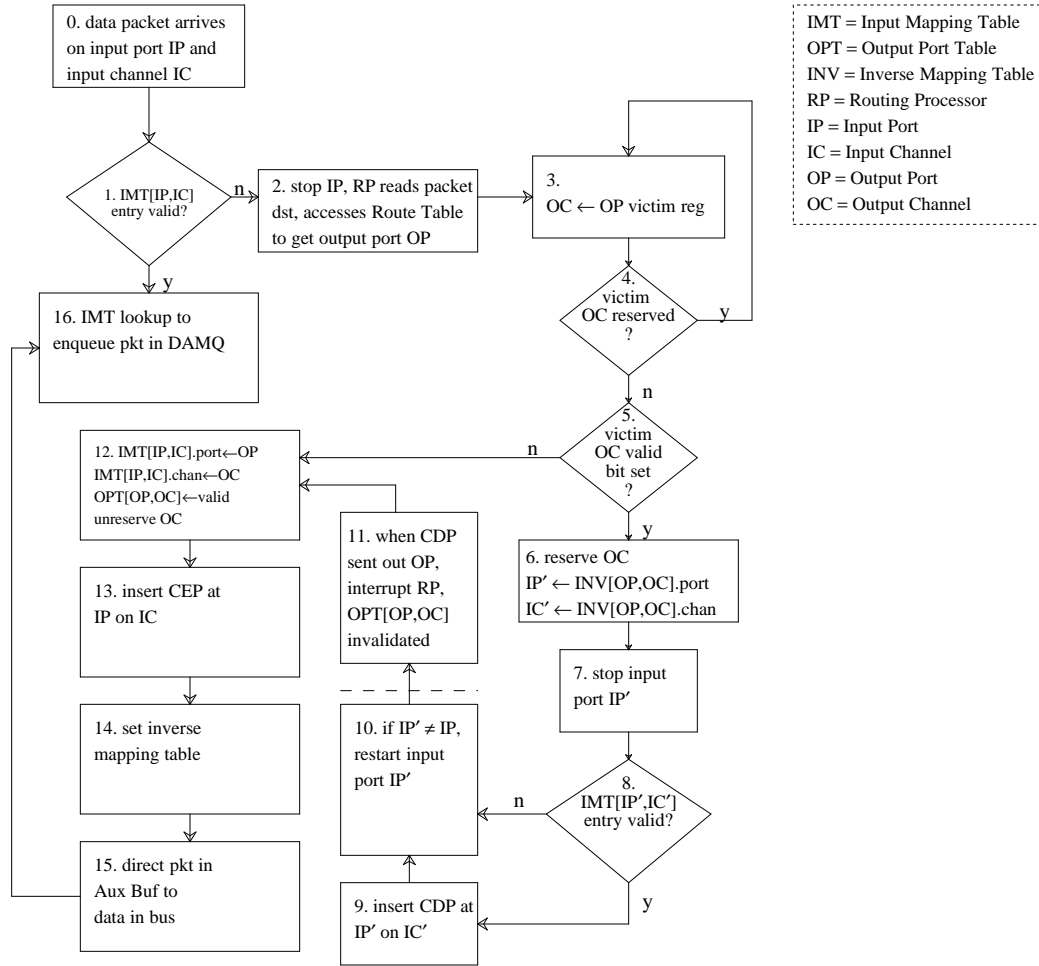 0. data packet arrives
on input port IP and
input channel IC
IMT = Input Mapping Table
OPT = Output Port Table
INV = Inverse Mapping Table
RP = Routing Processor
IP = Input Port
IC = Input Channel
OP = Output Port
OC = Output Channel
1. IMT[IP,IC]
entry valid?
n
y
2. stop IP, RP reads packet
dst, accesses Route Table
to get output port OP
3.
OC ← OP victim reg
4.
victim
OC reserved
?
y
n
16. IMT lookup to
enqueue pkt in DAMQ
5.
victim
OC valid
bit set
?
n
y
12. IMT[IP,IC].port←OP
IMT[IP,IC].chan←OC
OPT[OP,OC]←valid
unreserve OC
11. when CDP
sent out OP,
interrupt RP,
OPT[OP,OC]
invalidated
6. reserve OC
IP′ ← INV[OP,OC].port
IC′ ← INV[OP,OC].chan
13. insert CEP at
IP on IC
7. stop input
port IP′
14. set inverse
mapping table
10. if IP′ ≠ IP,
restart input
port IP′
8.
IMT[IP′,IC′]
entry valid?
n
y
15. direct pkt in
Aux Buf to
data in bus
9. insert CDP at
IP′ on IC′